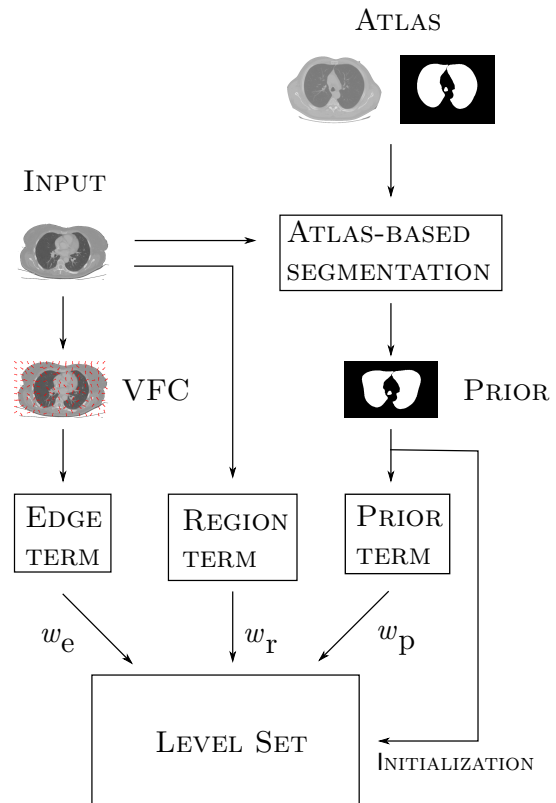 ATLAS
INPUT
ATLAS-BASED
SEGMENTATION
VFC
PRIOR
EDGE
TERM
REGION
TERM
PRIOR
TERM
we
wr
wp
LEVEL SET
INITIALIZATION